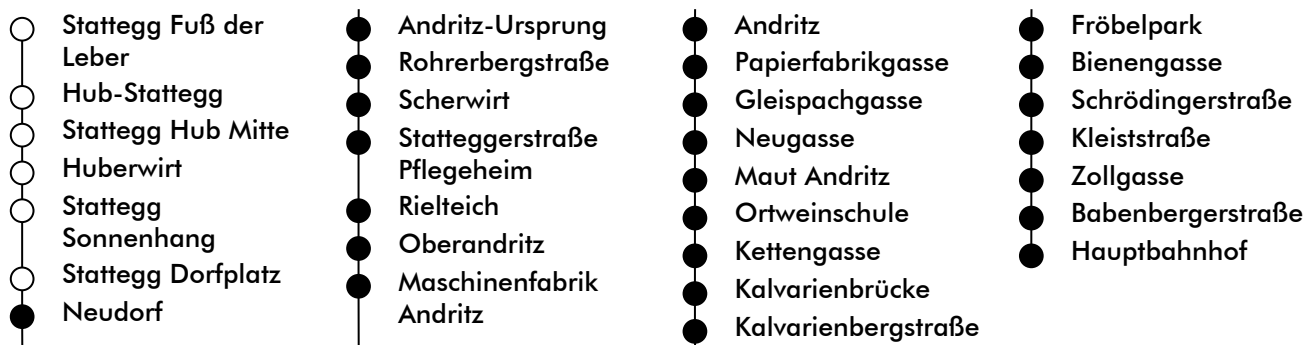 Stattegg Fuß der
Leber
Hub-Stattegg
Stattegg Hub Mitte
Huberwirt
Stattegg
Sonnenhang
Stattegg Dorfplatz
Neudorf
Andritz-Ursprung
Rohrerbergstraße
Scherwirt
Statteggerstraße
Pflegeheim
Rielteich
Oberandritz
Maschinenfabrik
Andritz
Andritz
Papierfabrikgasse
Gleispachgasse
Neugasse
Maut Andritz
Ortweinschule
Kettengasse
Kalvarienbrücke
Kalvarienbergstraße
Fröbelpark
Bienengasse
Schrödingerstraße
Kleiststraße
Zollgasse
Babenbergerstraße
Hauptbahnhof